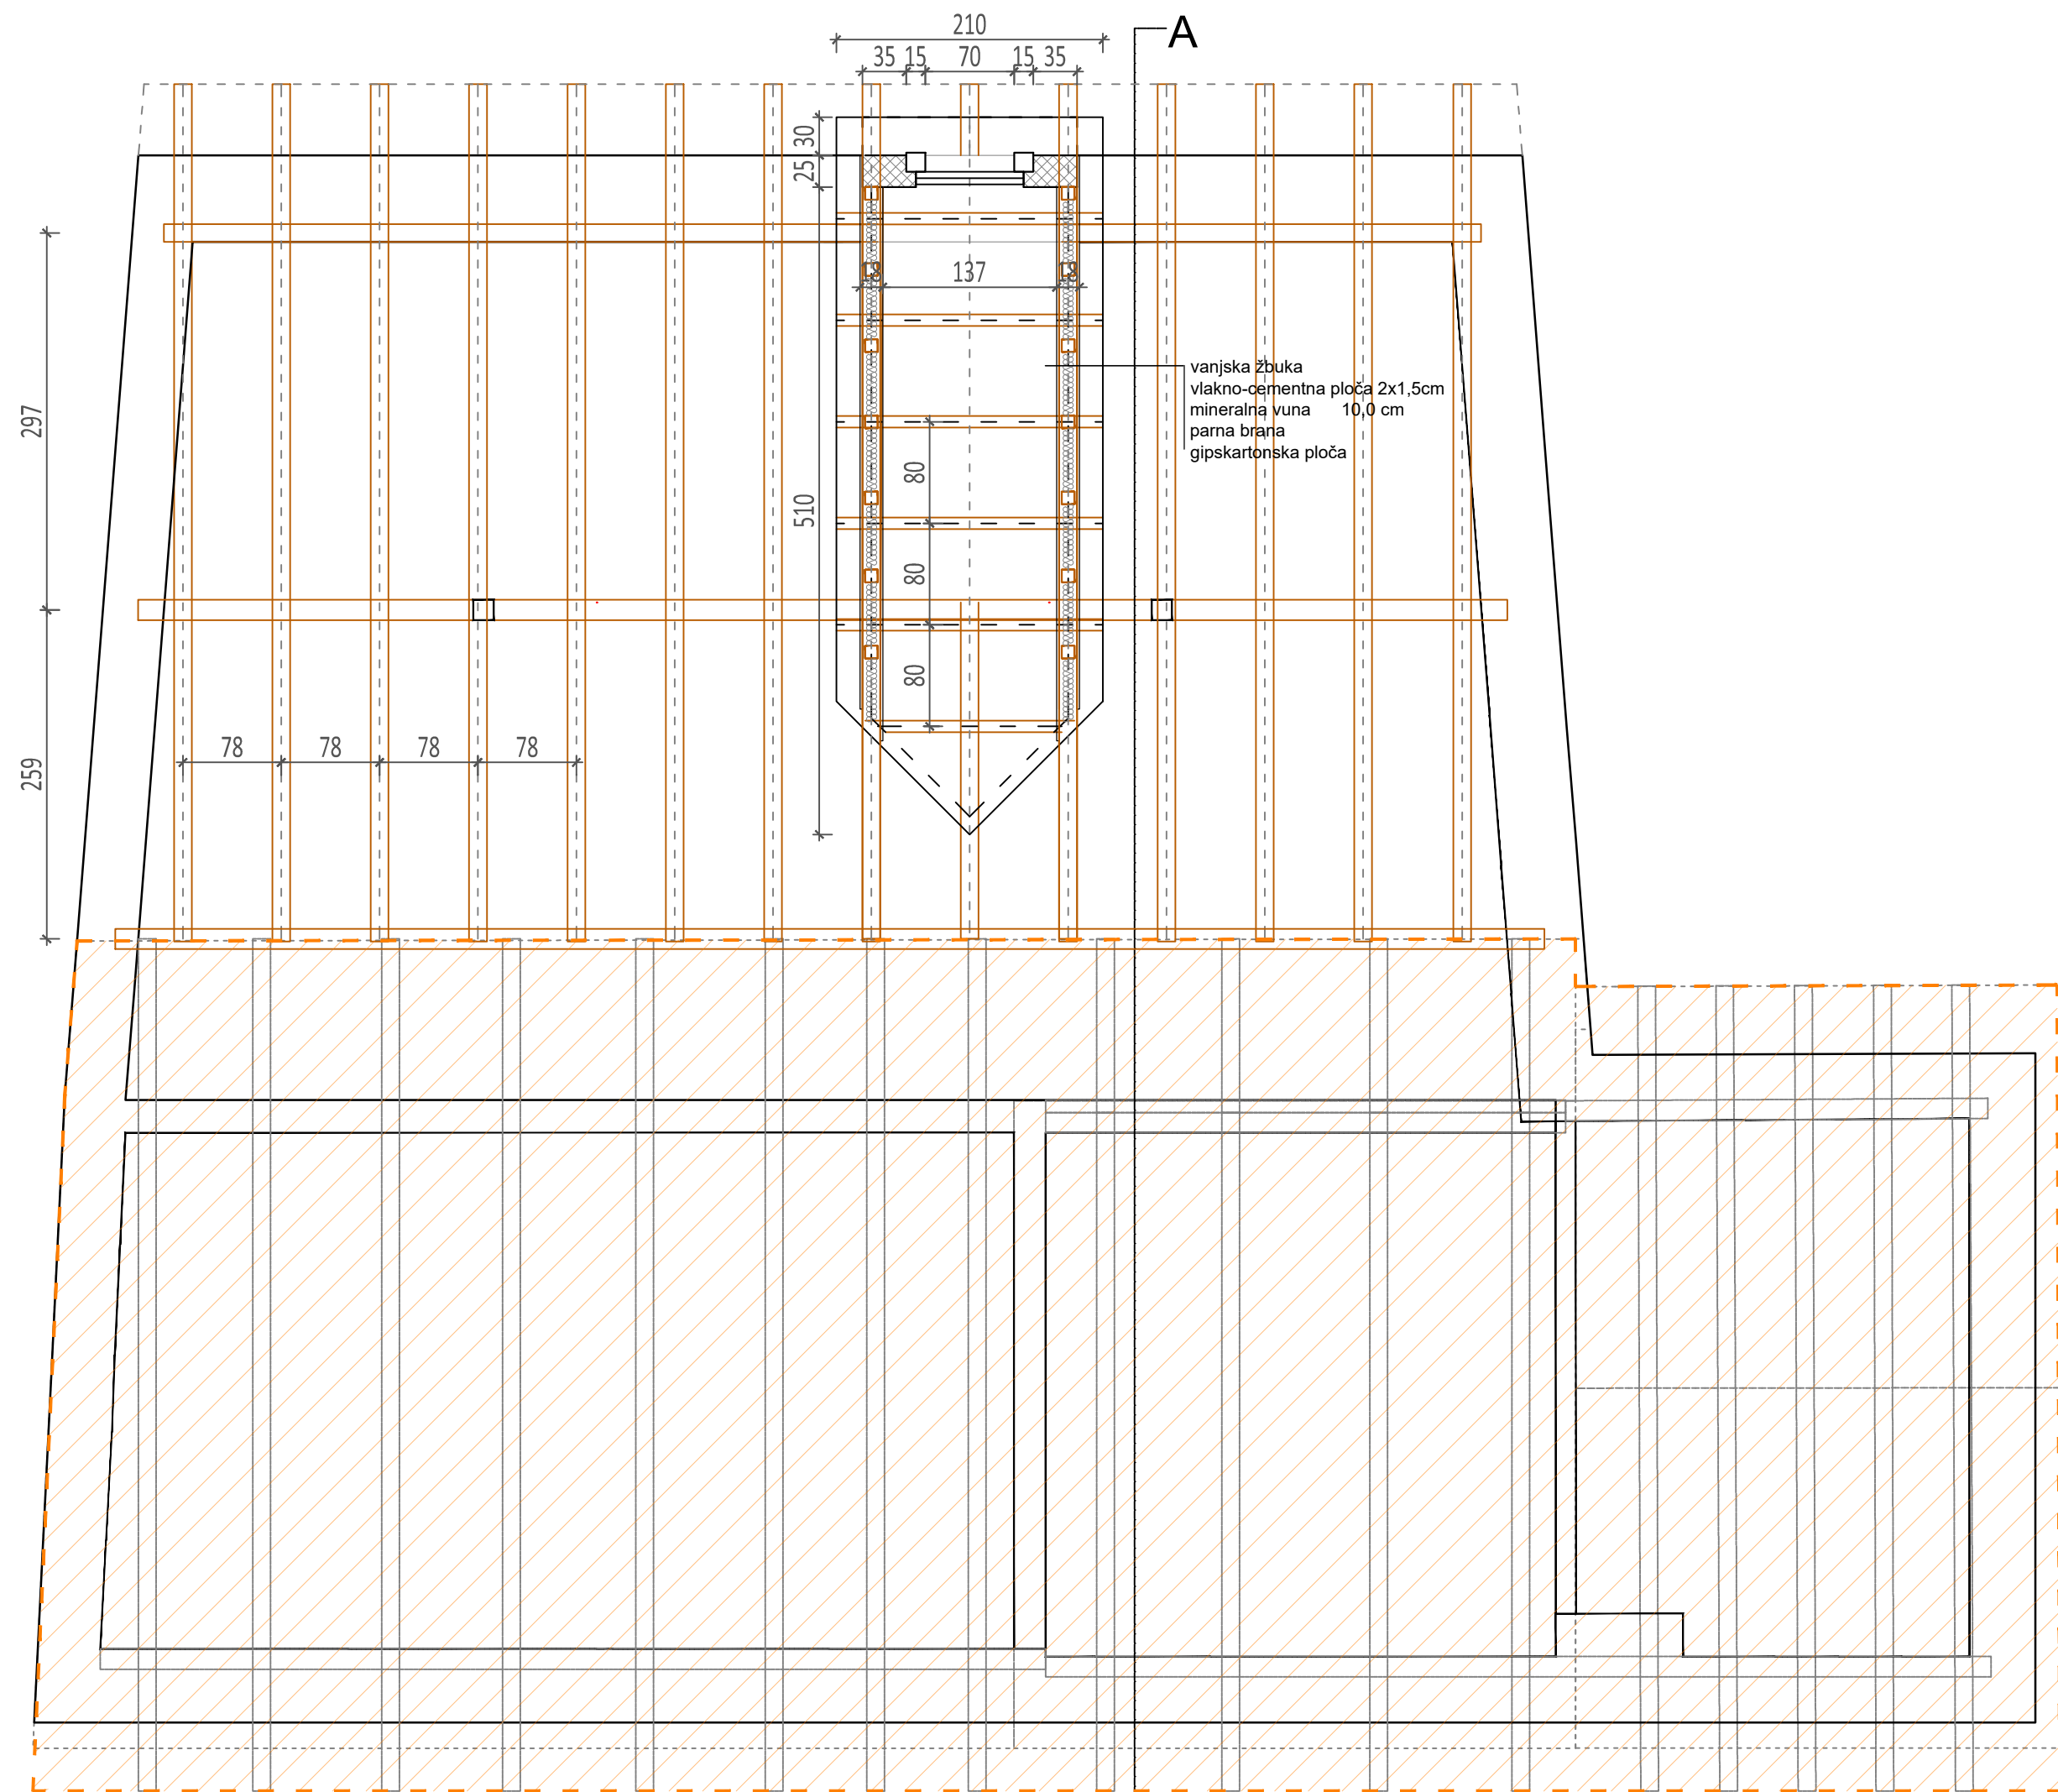 210
A
35 15 70 15 35
30
25
18 137 18
vanjska žbuka
vlakno-cementna ploča 2x1,5cm
mineralna vuna 10,0 cm
parna brana
gipskartonska ploča
297
510
80
80
80
78 78 78 78
259